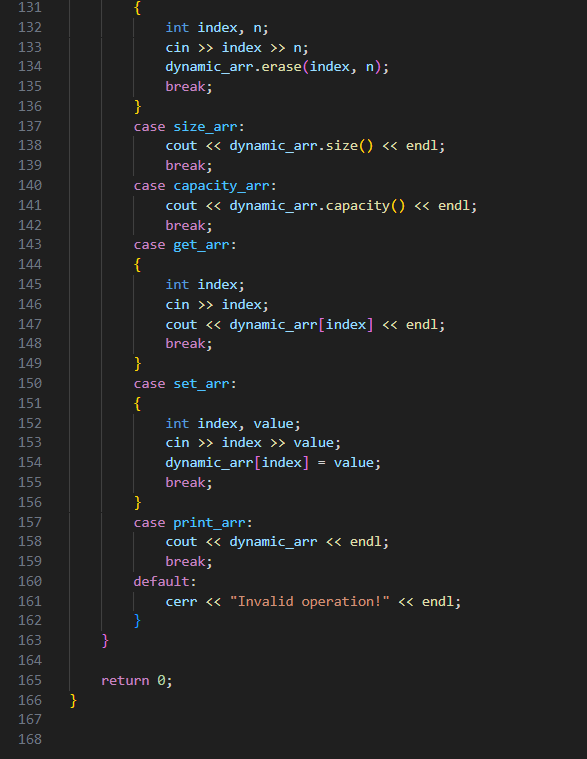 131 {
132 int index, n;
133 cin >> index >> n;
134 dynamic_arr.erase(index, n);
135 break;
136 }
137 case size_arr:
138 cout << dynamic_arr.size() << endl;
139 break;
140 case capacity_arr:
141 cout << dynamic_arr.capacity() << endl;
142 break;
143 case get_arr:
144 {
145 int index;
146 cin >> index;
147 cout << dynamic_arr[index] << endl;
148 break;
149 }
150 case set_arr:
151 {
152 int index, value;
153 cin >> index >> value;
154 dynamic_arr[index] = value;
155 break;
156 }
157 case print_arr:
158 cout << dynamic_arr << endl;
159 break;
160 default:
161 cerr << "Invalid operation!" << endl;
162 }
163 }
164
165 return 0;
166 }
167
168